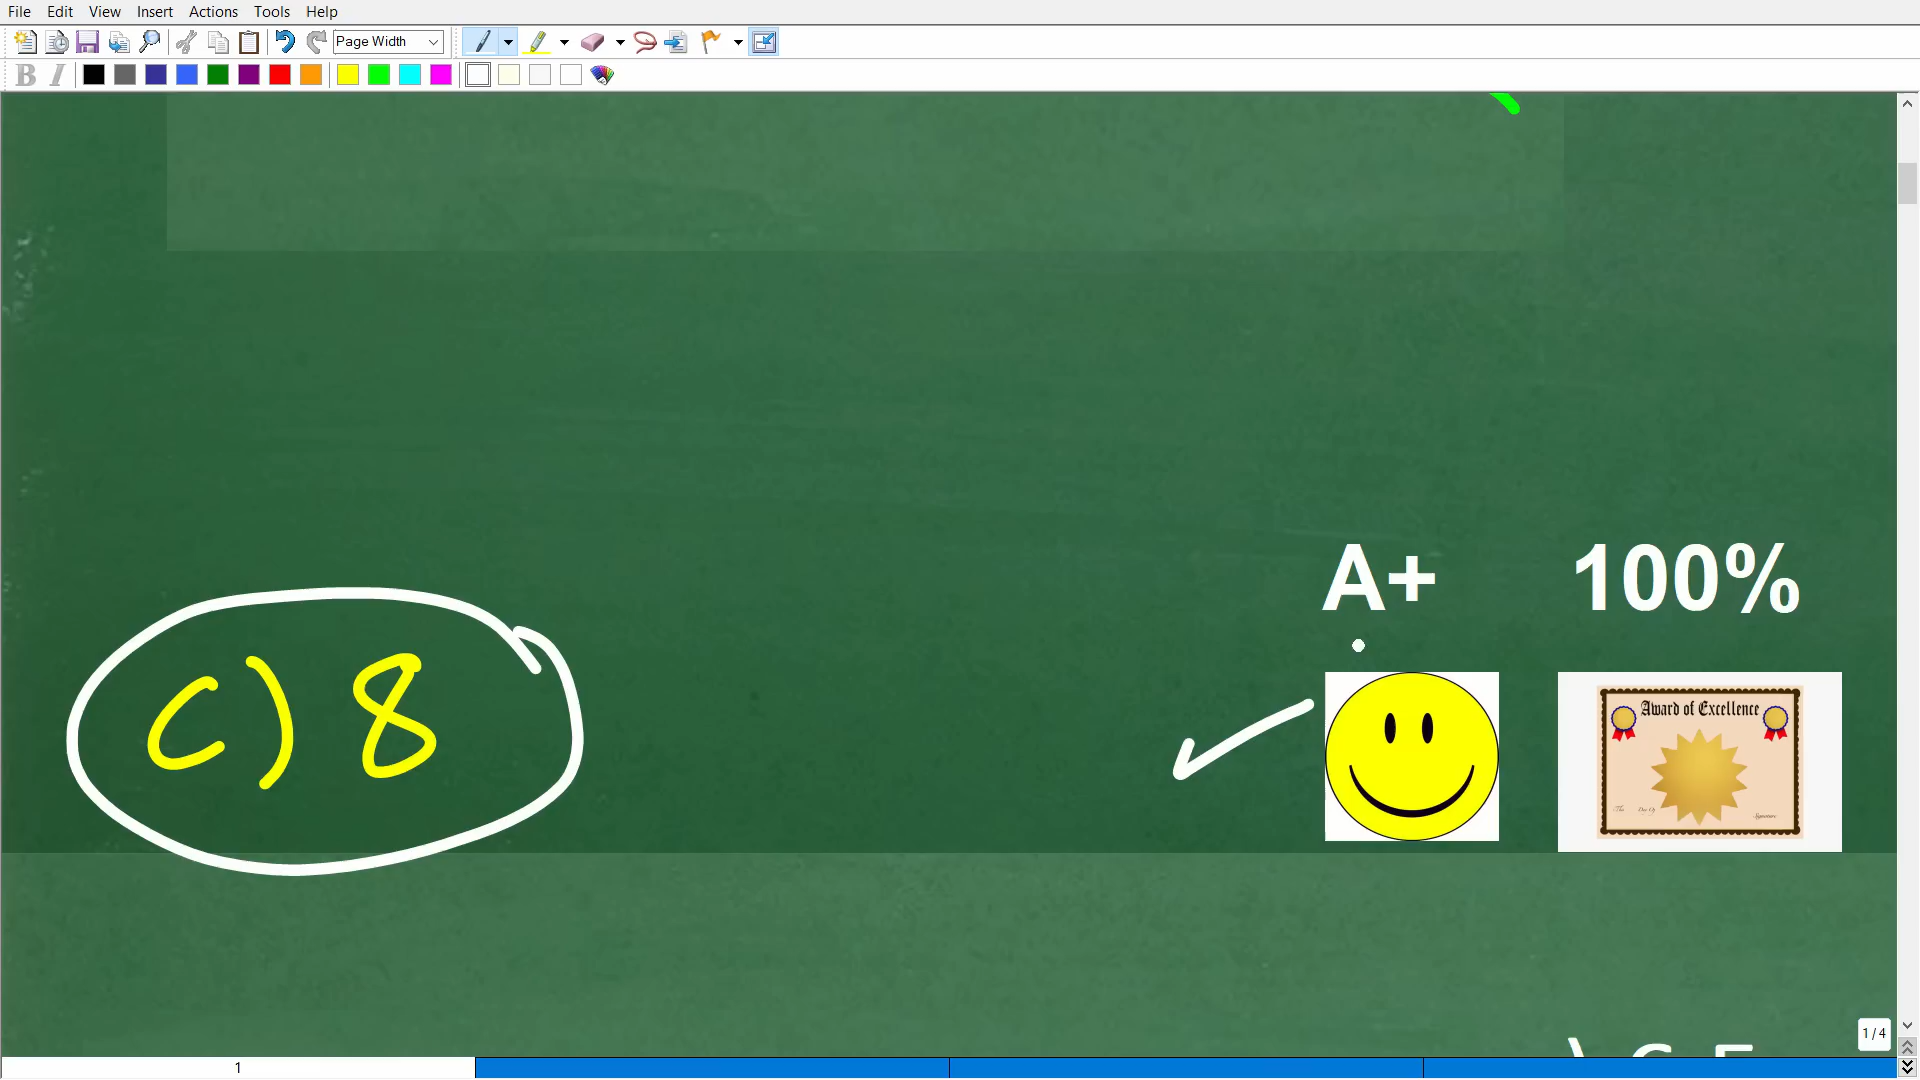 File Edit View Insert Actions Tools Help
Page Width
B I
A+ 100%
c) 8
Award of Excellence
1 / 4
1